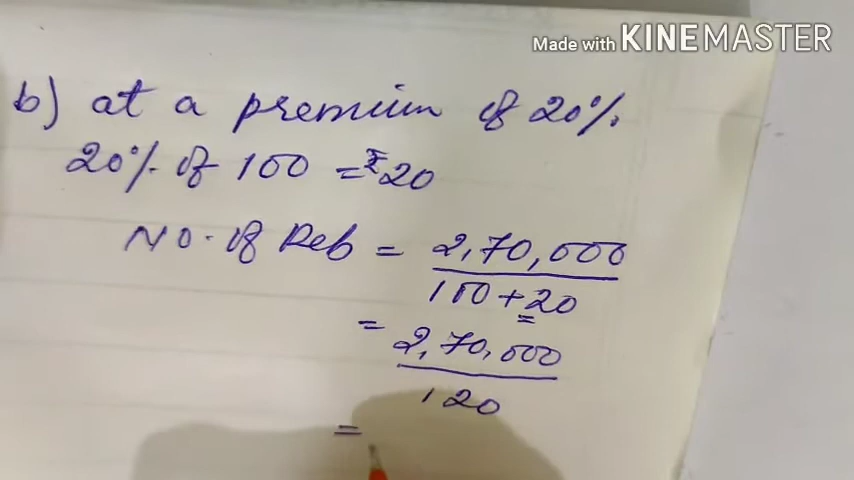 Made with KINEMASTER
b) at a premium of 20%.
20% of 100 = ₹20
No. of Deb = 2,70,000
100 + 20
= 2,70,000
120
=